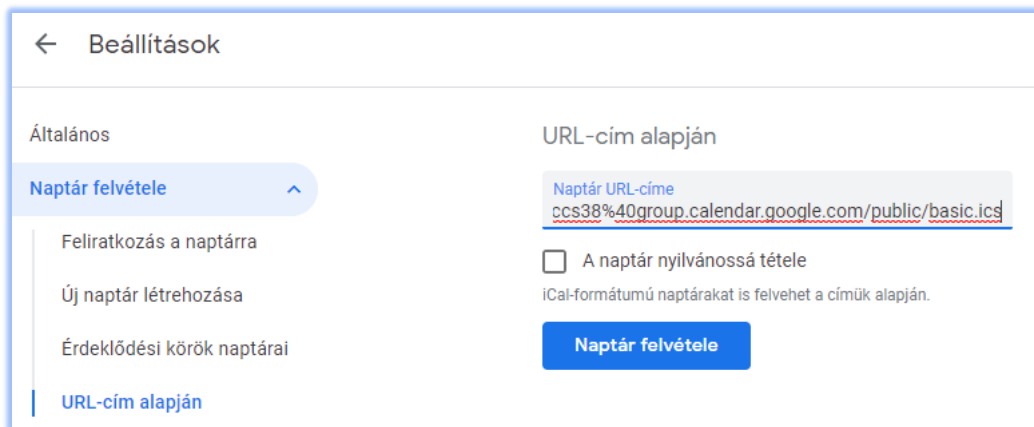 Beállítások
Általános
Naptár felvétele
Feliratkozás a naptárra
Új naptár létrehozása
Érdeklődési körök naptárai
URL-cím alapján
URL-cím alapján
Naptár URL-címe
ccs38%40group.calendar.google.com/public/basic.ics
A naptár nyilvánossá tétele
iCal-formátumú naptárakat is felvehet a címük alapján.
Naptár felvétele